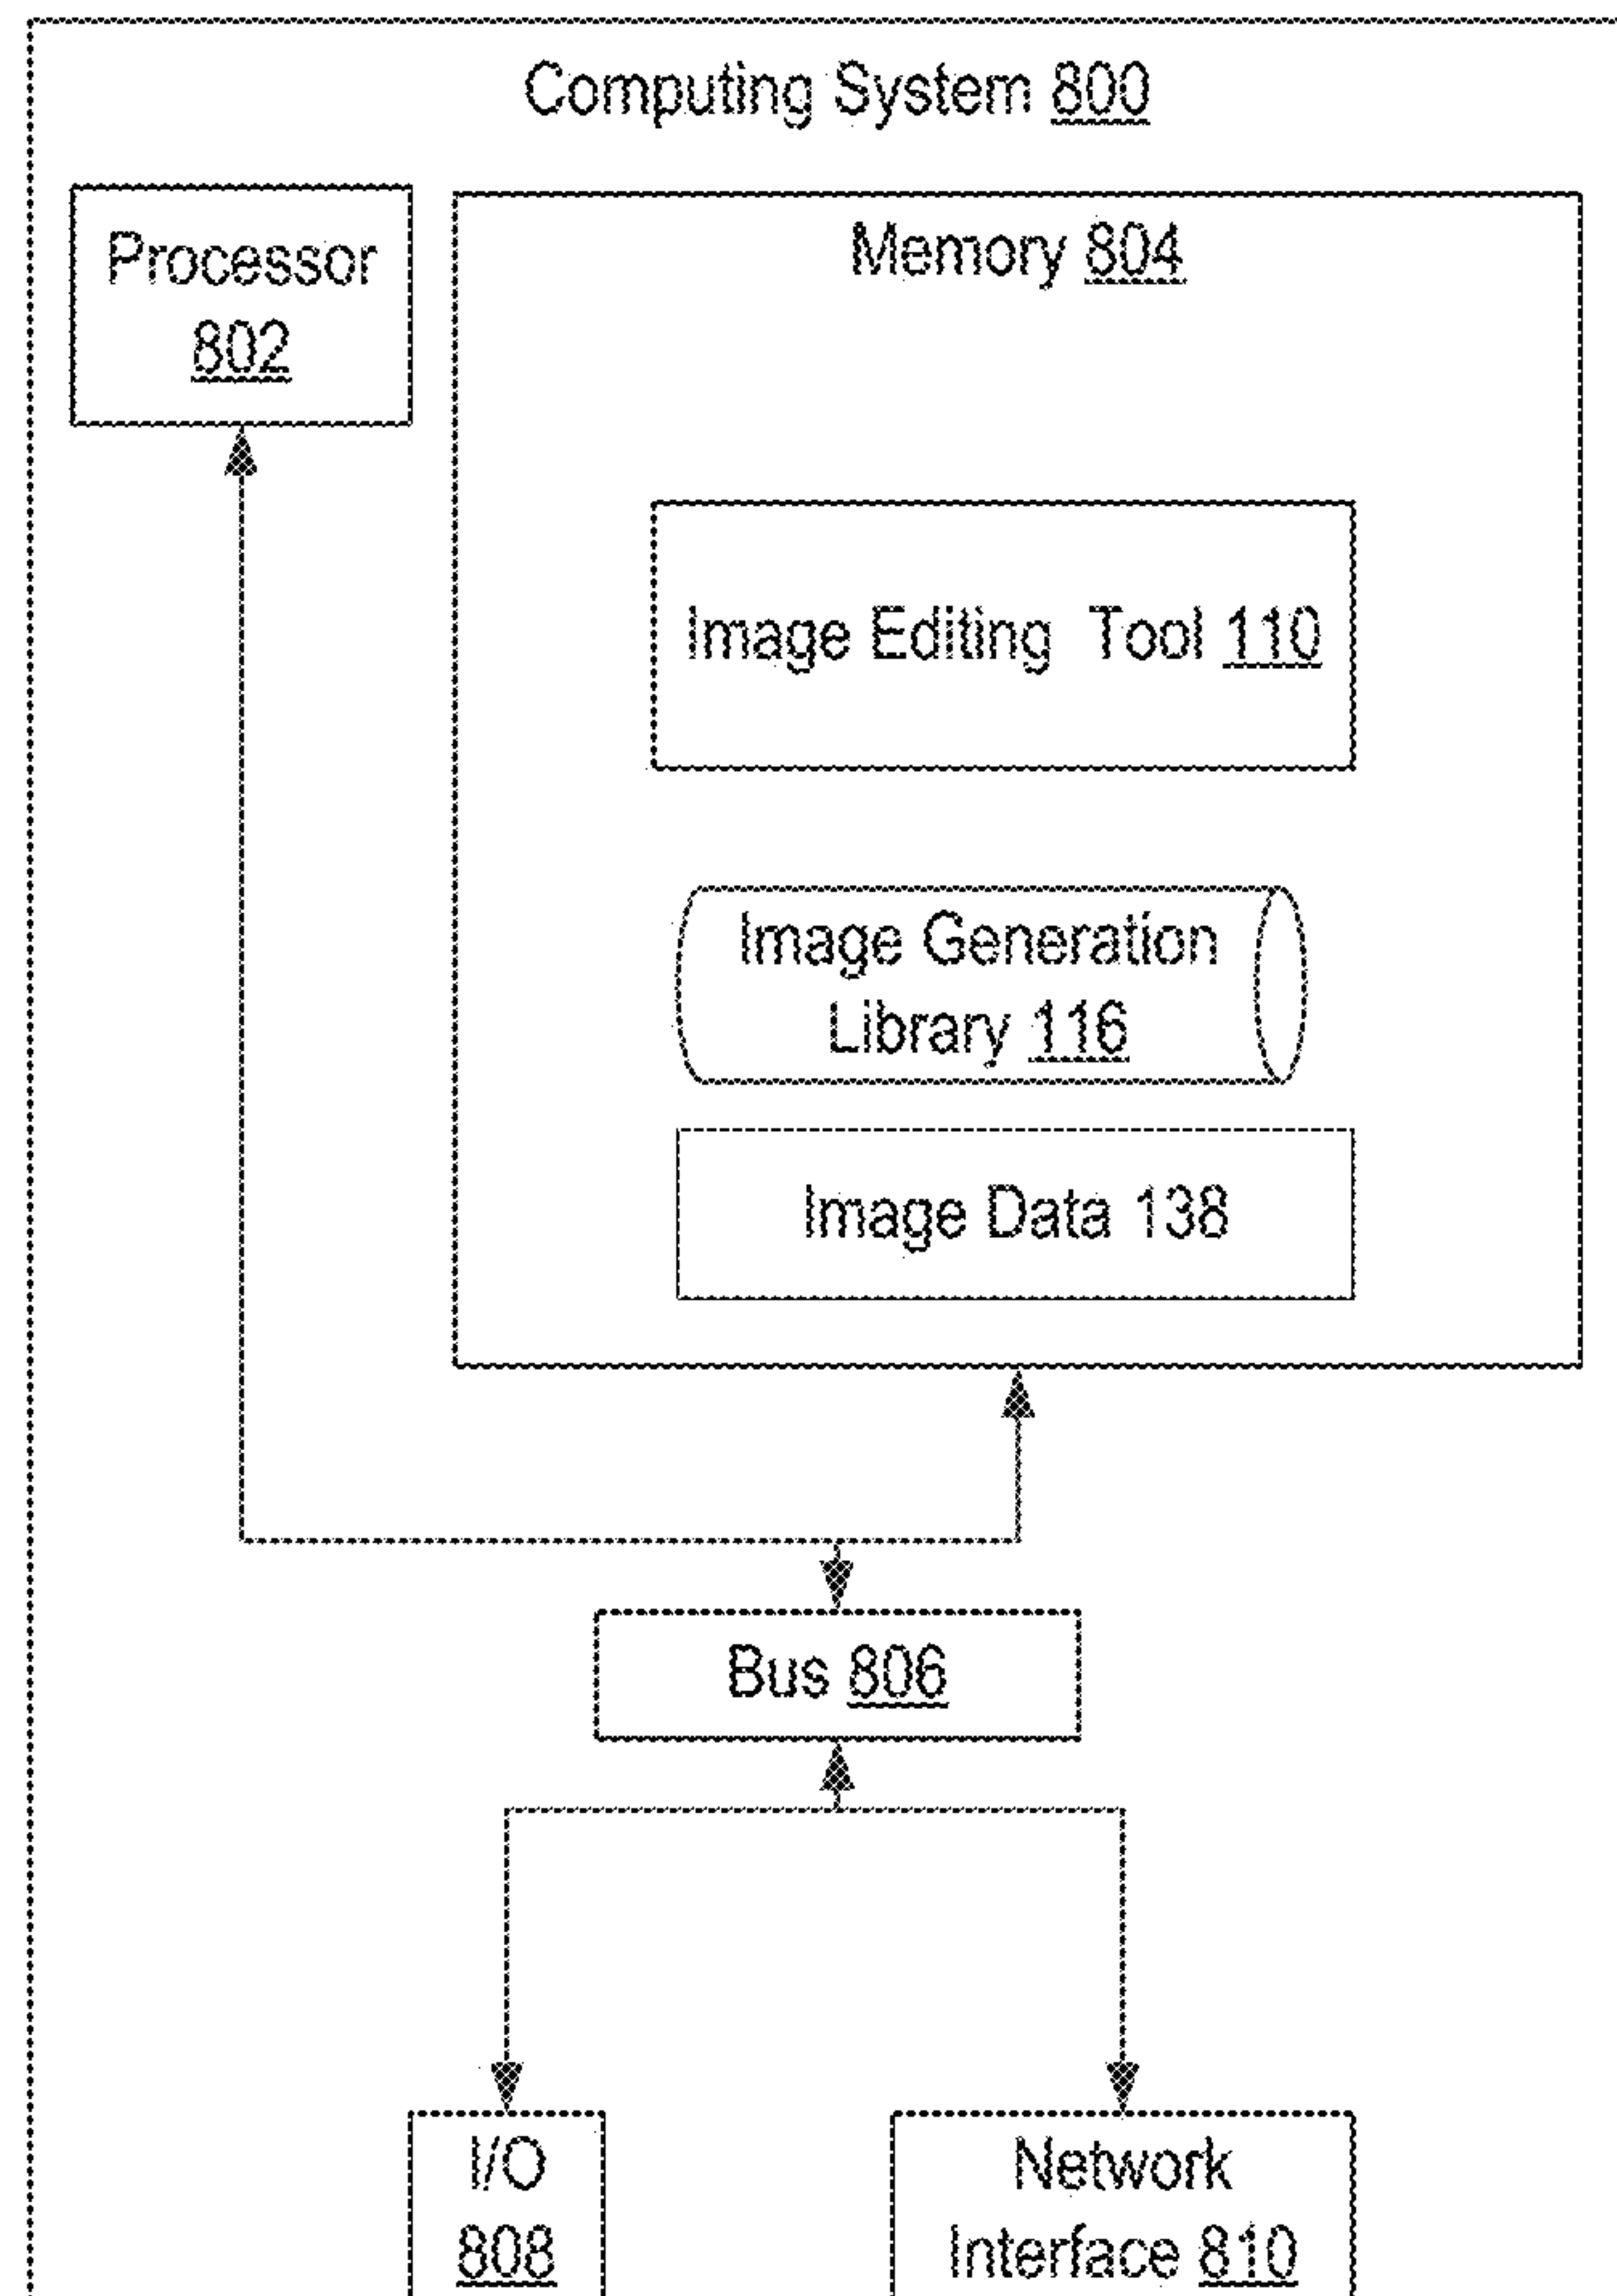 Computing System 800
Processor
802
Memory 804
Image Editing Tool 110
Image Generation
Library 116
Image Data 138
Bus 806
I/O
808
Network
Interface 810